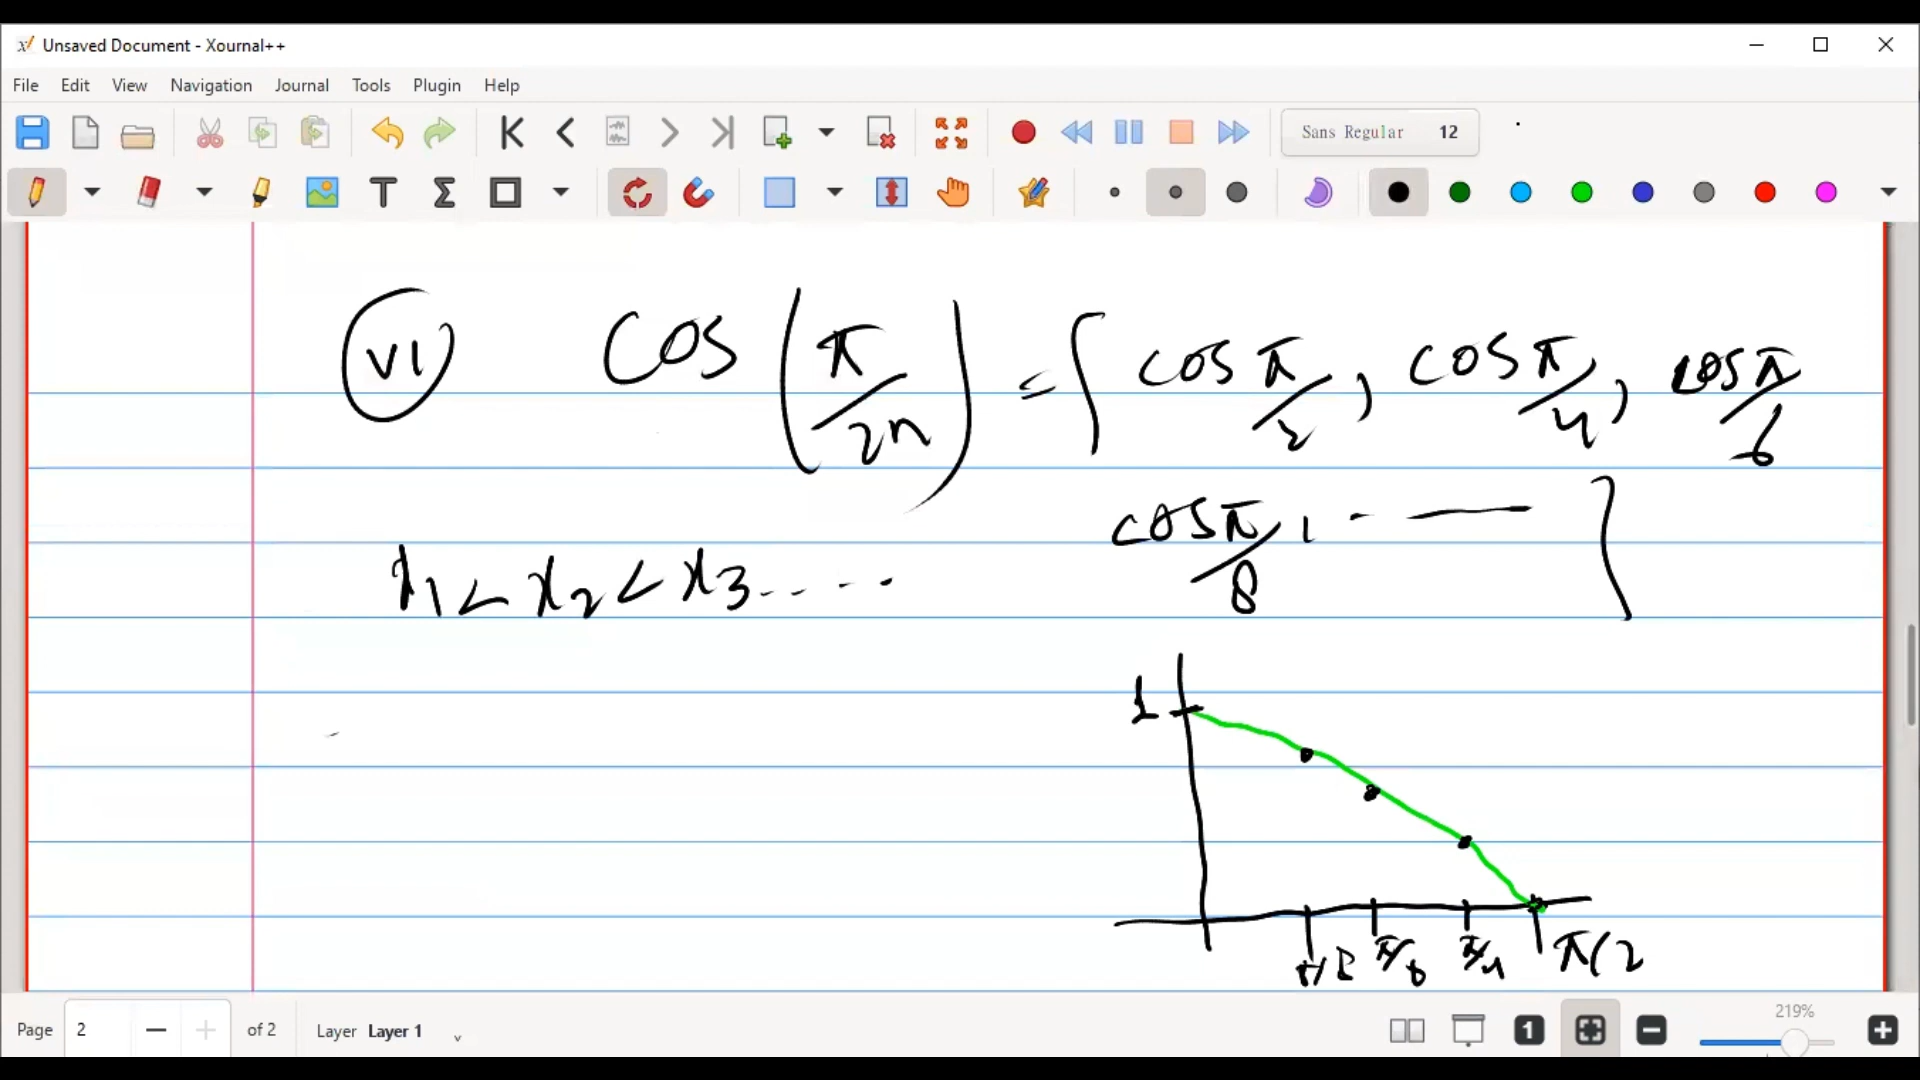 Unsaved Document - Xournal++
File Edit View Navigation Journal Tools Plugin Help
Sans Regular 12
(VI) COS (π/2n) = { cos π/2, cos π/4, cos π/6
cos π/8, - —— }
x1 < x2 < x3 . . . . .
1
π/8 π/6 π/4 π/2
Page 2 of 2 Layer Layer 1
219%